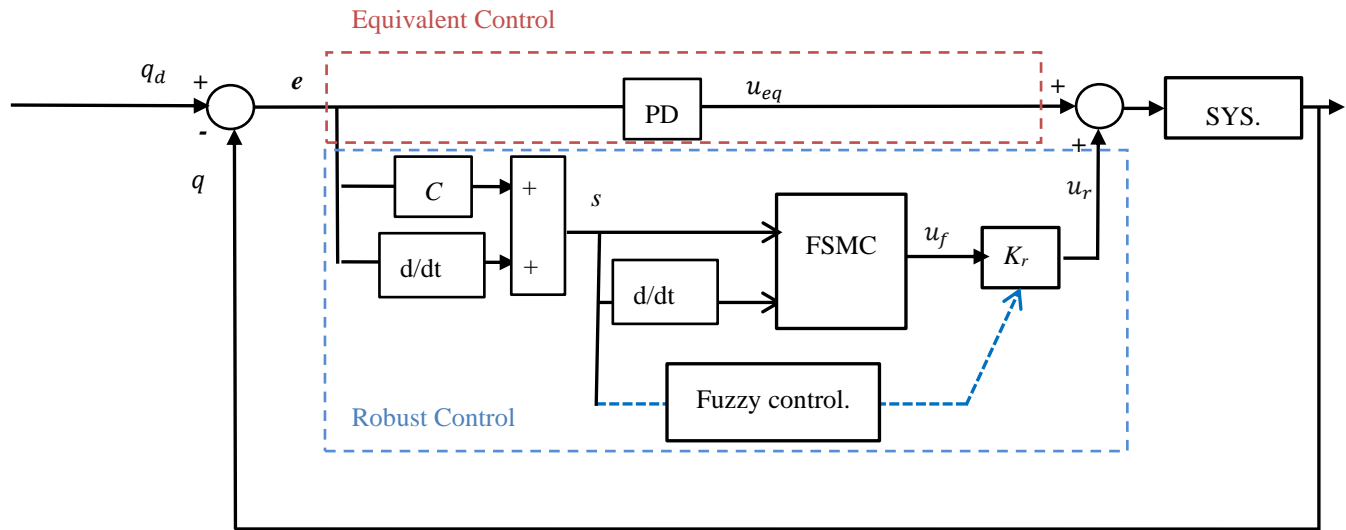 Equivalent Control
q_d
+
e
-
q
PD
u_eq
+
+
SYS.
u_r
C
d/dt
+
+
s
d/dt
FSMC
u_f
K_r
Fuzzy control.
Robust Control